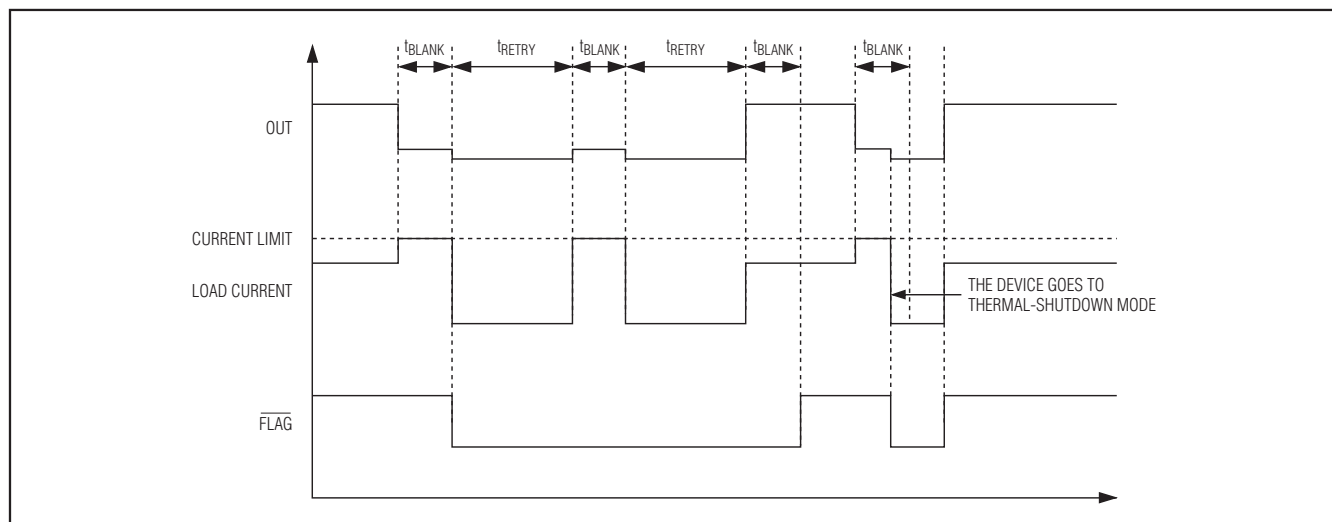 tBLANK tRETRY tBLANK tRETRY tBLANK tBLANK
OUT
CURRENT LIMIT
LOAD CURRENT
THE DEVICE GOES TO
THERMAL-SHUTDOWN MODE
FLAG